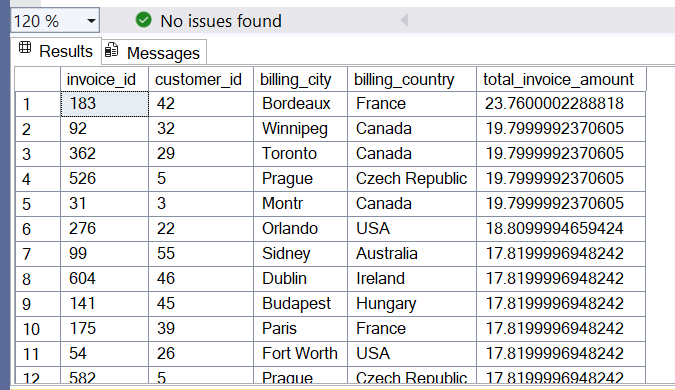 120 % No issues found
Results Messages
invoice_id customer_id billing_city billing_country total_invoice_amount
1 183 42 Bordeaux France 23.7600002288818
2 92 32 Winnipeg Canada 19.7999992370605
3 362 29 Toronto Canada 19.7999992370605
4 526 5 Prague Czech Republic 19.7999992370605
5 31 3 Montr Canada 19.7999992370605
6 276 22 Orlando USA 18.8099994659424
7 99 55 Sidney Australia 17.8199996948242
8 604 46 Dublin Ireland 17.8199996948242
9 141 45 Budapest Hungary 17.8199996948242
10 175 39 Paris France 17.8199996948242
11 54 26 Fort Worth USA 17.8199996948242
12 582 5 Prague Czech Republic 17.8199996948242